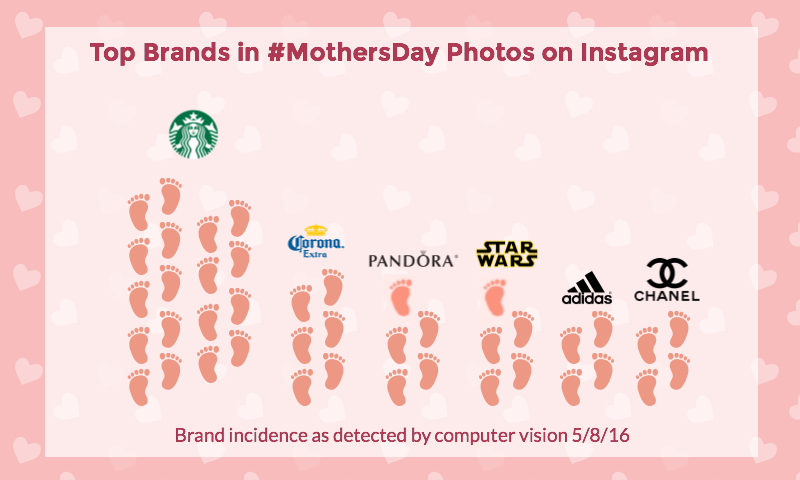 Top Brands in #MothersDay Photos on Instagram
Corona.
Extra
PANDÖRA®
STAR
WARS
adidas
CHANEL
Brand incidence as detected by computer vision 5/8/16